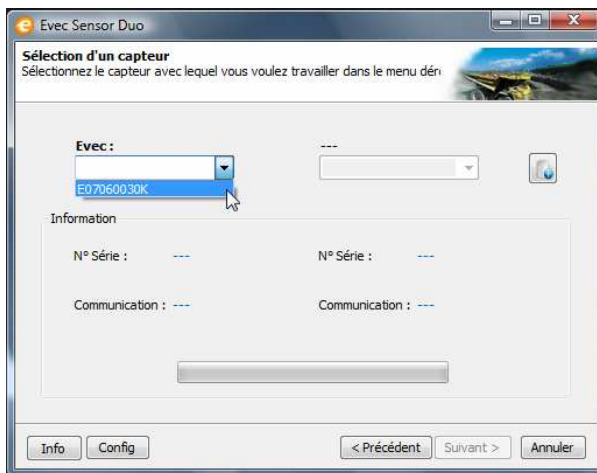 Evec Sensor Duo
Sélection d'un capteur
Sélectionnez le capteur avec lequel vous voulez travailler dans le menu déro
Evec :
---
E07060030K
Information
N° Série : ---
N° Série : ---
Communication : ---
Communication : ---
Info
Config
< Précédent
Suivant >
Annuler